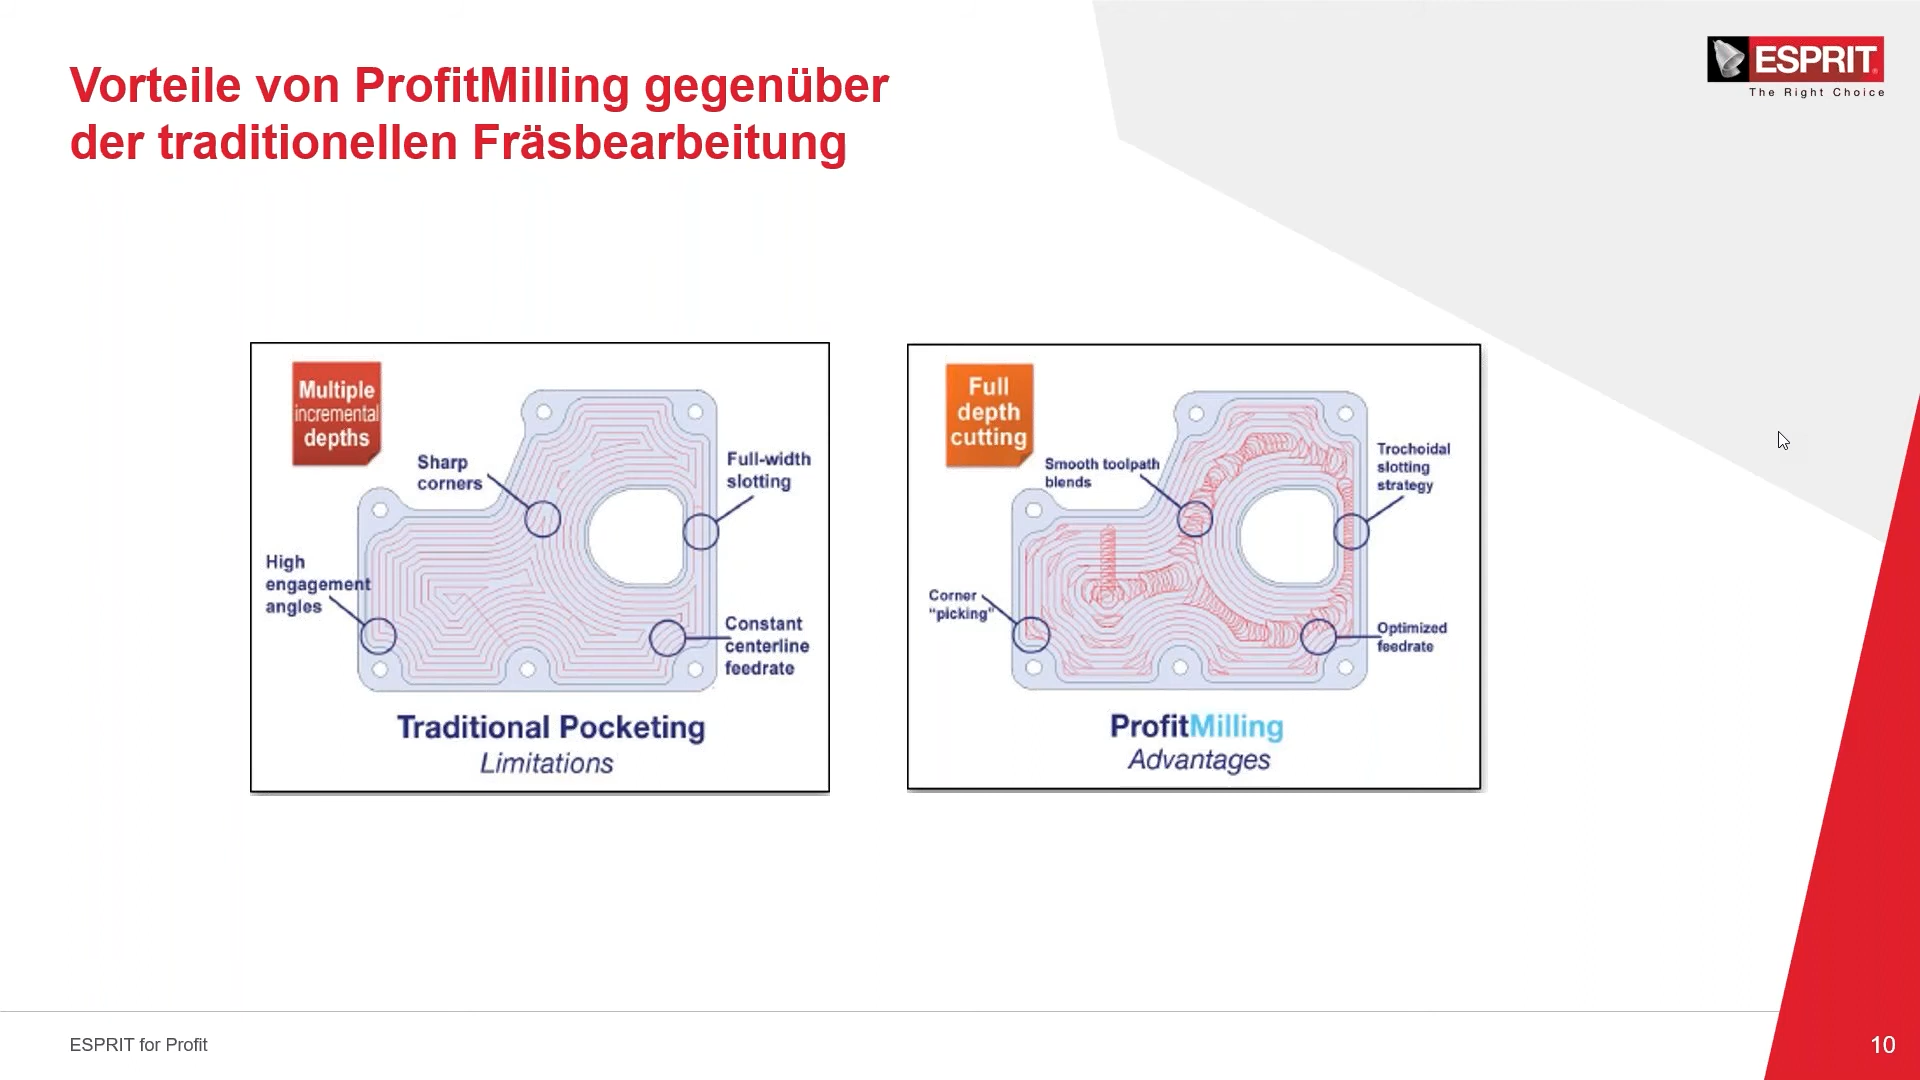 Vorteile von ProfitMilling gegenüber
der traditionellen Fräsbearbeitung
ESPRIT
The Right Choice
Multiple
incremental
depths
Sharp
corners
Full-width
slotting
High
engagement
angles
Constant
centerline
feedrate
Traditional Pocketing
Limitations
Full
depth
cutting
Smooth toolpath
blends
Trochoidal
slotting
strategy
Corner
“picking”
Optimized
feedrate
ProfitMilling
Advantages
ESPRIT for Profit
10